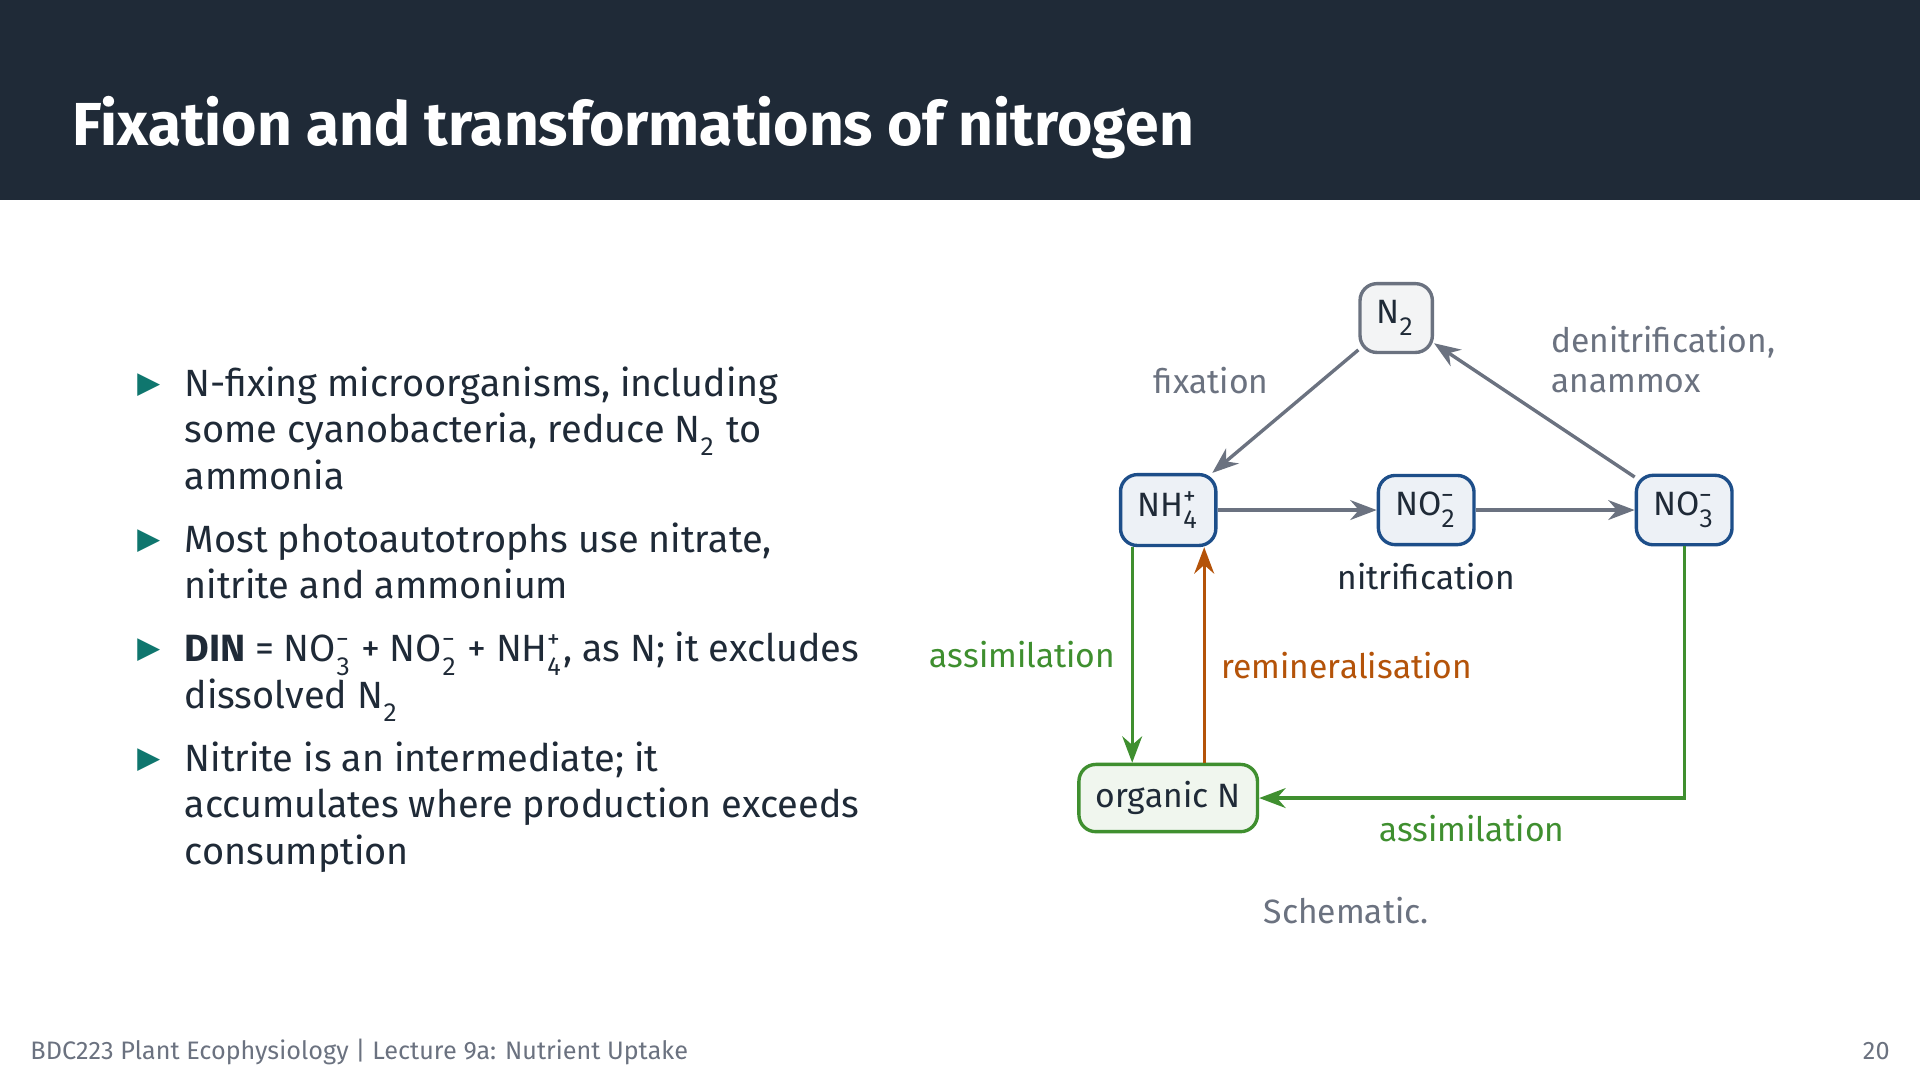 Fixation and transformations of nitrogen
▶ N-fixing microorganisms, including
some cyanobacteria, reduce N₂ to
ammonia
▶ Most photoautotrophs use nitrate,
nitrite and ammonium
▶ DIN = NO₃⁻ + NO₂⁻ + NH₄⁺, as N; it excludes
dissolved N₂
▶ Nitrite is an intermediate; it
accumulates where production exceeds
consumption
N₂
fixation
denitrification,
anammox
NH₄⁺
NO₂⁻
NO₃⁻
nitrification
assimilation
remineralisation
organic N
assimilation
Schematic.
BDC223 Plant Ecophysiology | Lecture 9a: Nutrient Uptake
20